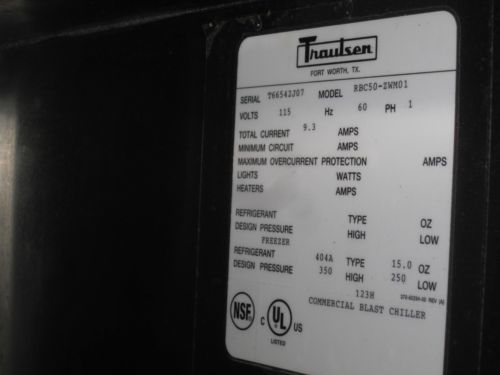 Traulsen
FORT WORTH, TX.
SERIAL T66542J07 MODEL RBC50-ZWM01
VOLTS 115 Hz 60 PH 1
TOTAL CURRENT 9.3 AMPS
MINIMUM CIRCUIT AMPS
MAXIMUM OVERCURRENT PROTECTION AMPS
LIGHTS WATTS
HEATERS AMPS
REFRIGERANT TYPE OZ
DESIGN PRESSURE HIGH LOW
FREEZER
REFRIGERANT 404A TYPE 15.0 OZ
DESIGN PRESSURE 350 HIGH 250 LOW
123H
COMMERCIAL BLAST CHILLER
NSF
C UL US
LISTED